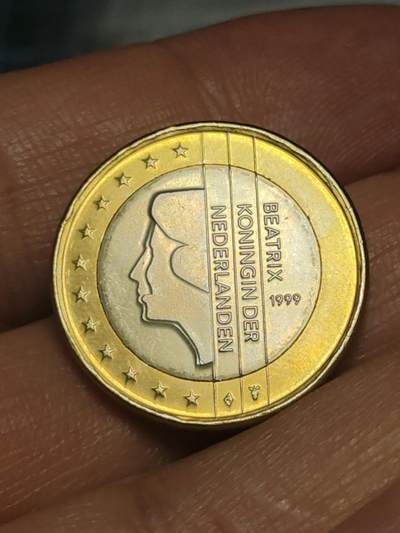 BEATRIX
KONINGIN DER
NEDERLANDEN
1999